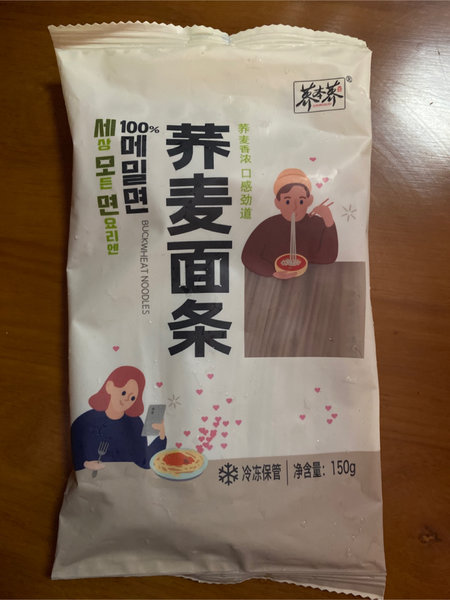 荞本荞
荞麦香浓 口感劲道
荞麦面条
100%
메밀면
BUCKWHEAT NOODLES
세상 모든 면요리엔
冷冻保管
净含量: 150g